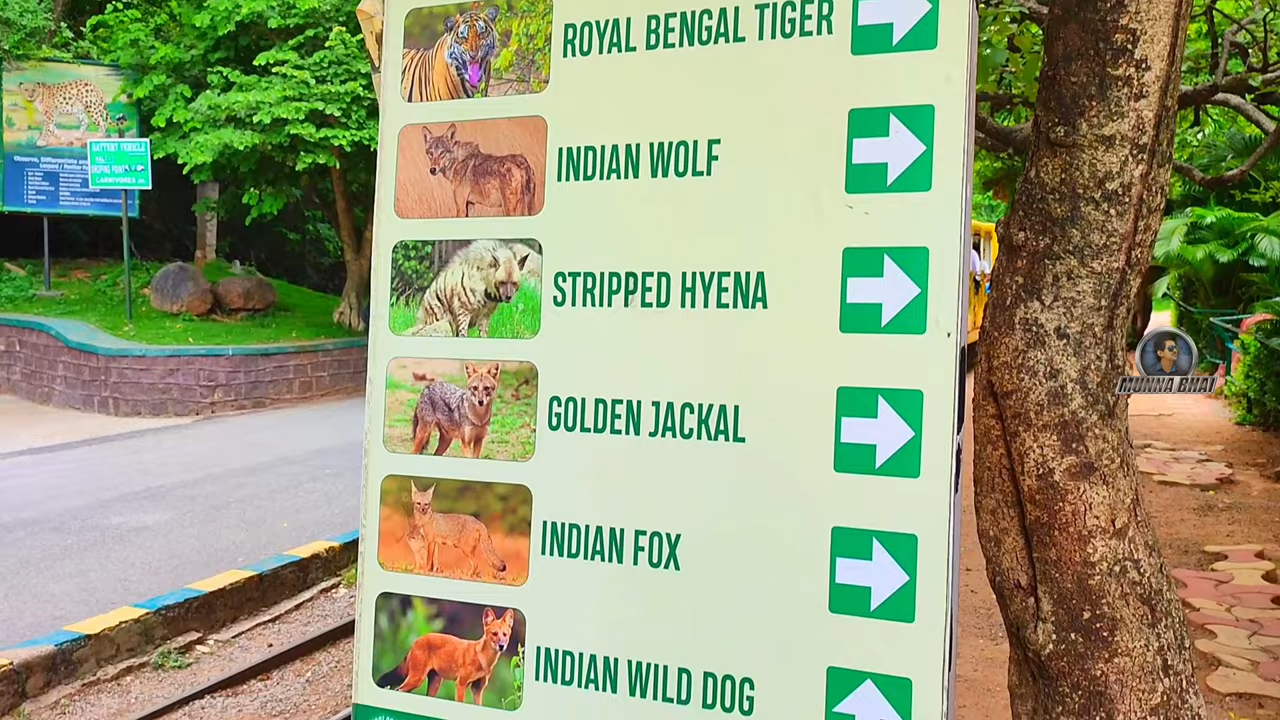 ROYAL BENGAL TIGER
INDIAN WOLF
STRIPPED HYENA
GOLDEN JACKAL
INDIAN FOX
INDIAN WILD DOG
BATTERY VEHICLE
CARNIVORES
MUNNA BHAI